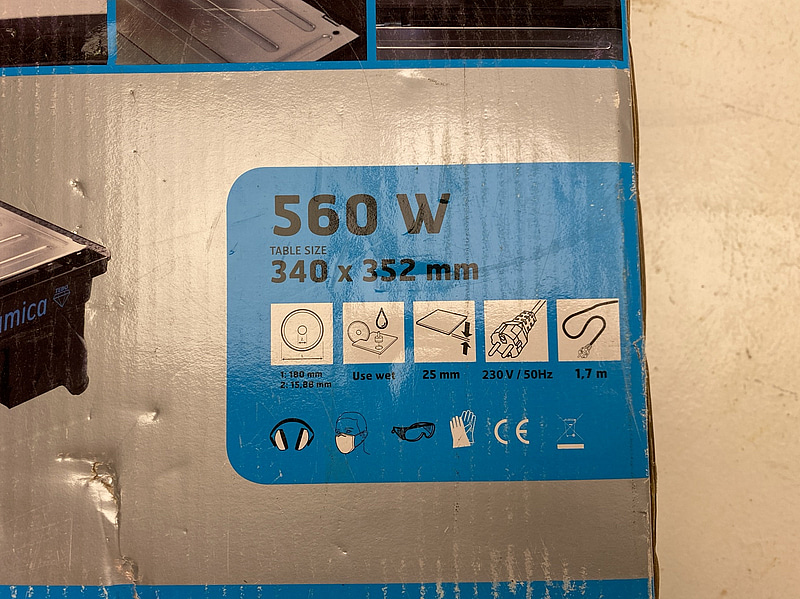 560 W
TABLE SIZE
340 x 352 mm
1: 180 mm
2: 15,88 mm
Use wet
25 mm
230 V / 50Hz
1,7 m
CE